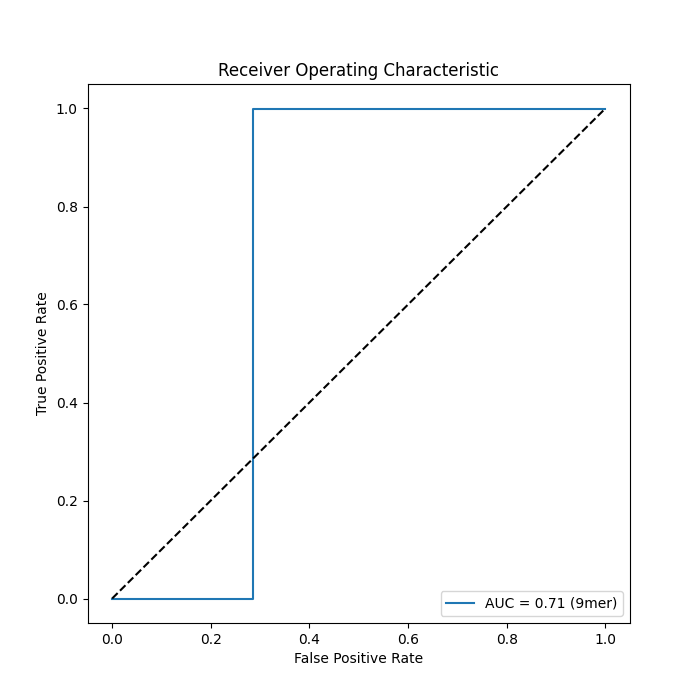 Receiver Operating Characteristic
1.0
0.8
0.6
0.4
0.2
0.0
True Positive Rate
0.0 0.2 0.4 0.6 0.8 1.0
False Positive Rate
AUC = 0.71 (9mer)